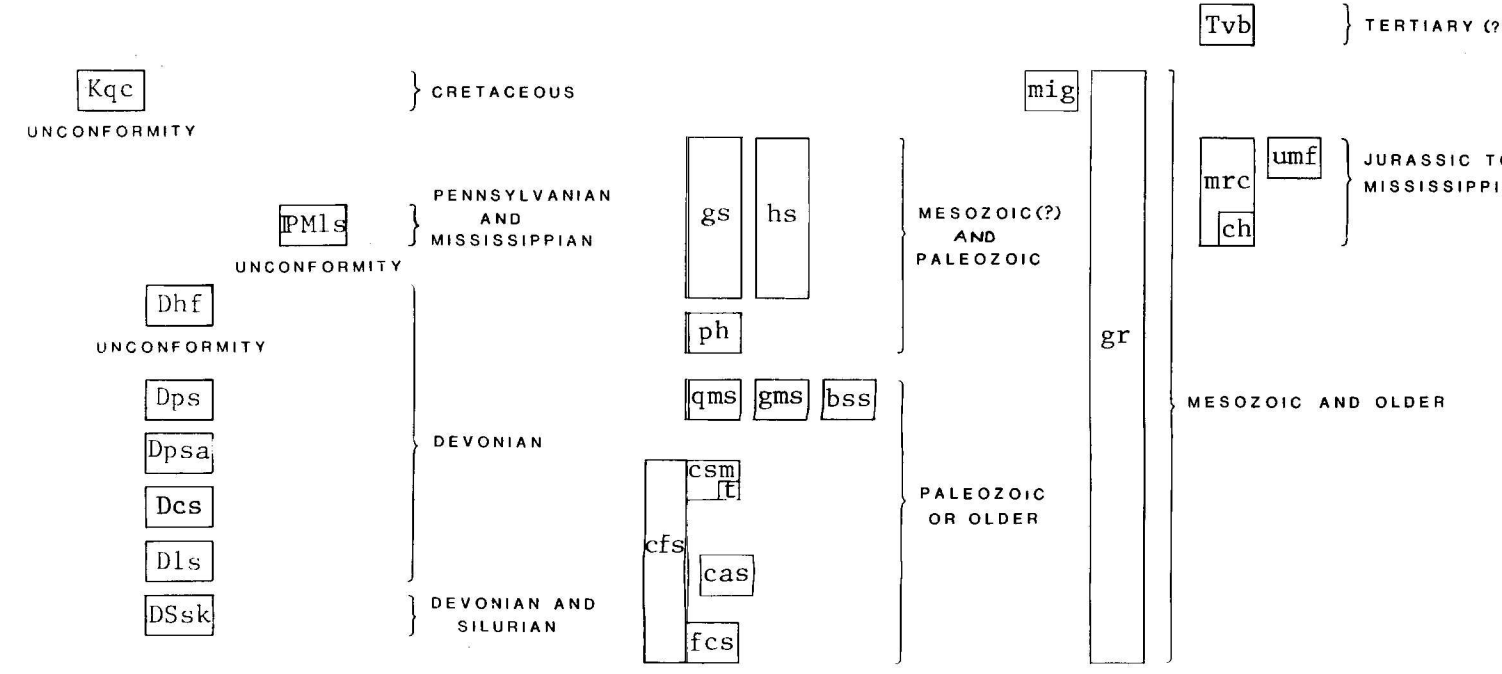 Tvb
TERTIARY (?
Kqc
CRETACEOUS
UNCONFORMITY
mig
umf
JURASSIC TO
mrc
MISSISSIPPI
ch
PENNSYLVANIAN
AND
MISSISSIPPIAN
ℙMls
UNCONFORMITY
gs
hs
MESOZOIC(?)
AND
PALEOZOIC
Dhf
UNCONFORMITY
ph
gr
Dps
qms
gms
bss
MESOZOIC AND OLDER
Dpsa
DEVONIAN
csm
t
Dcs
PALEOZOIC
OR OLDER
cfs
Dls
cas
DSsk
DEVONIAN AND
SILURIAN
fcs